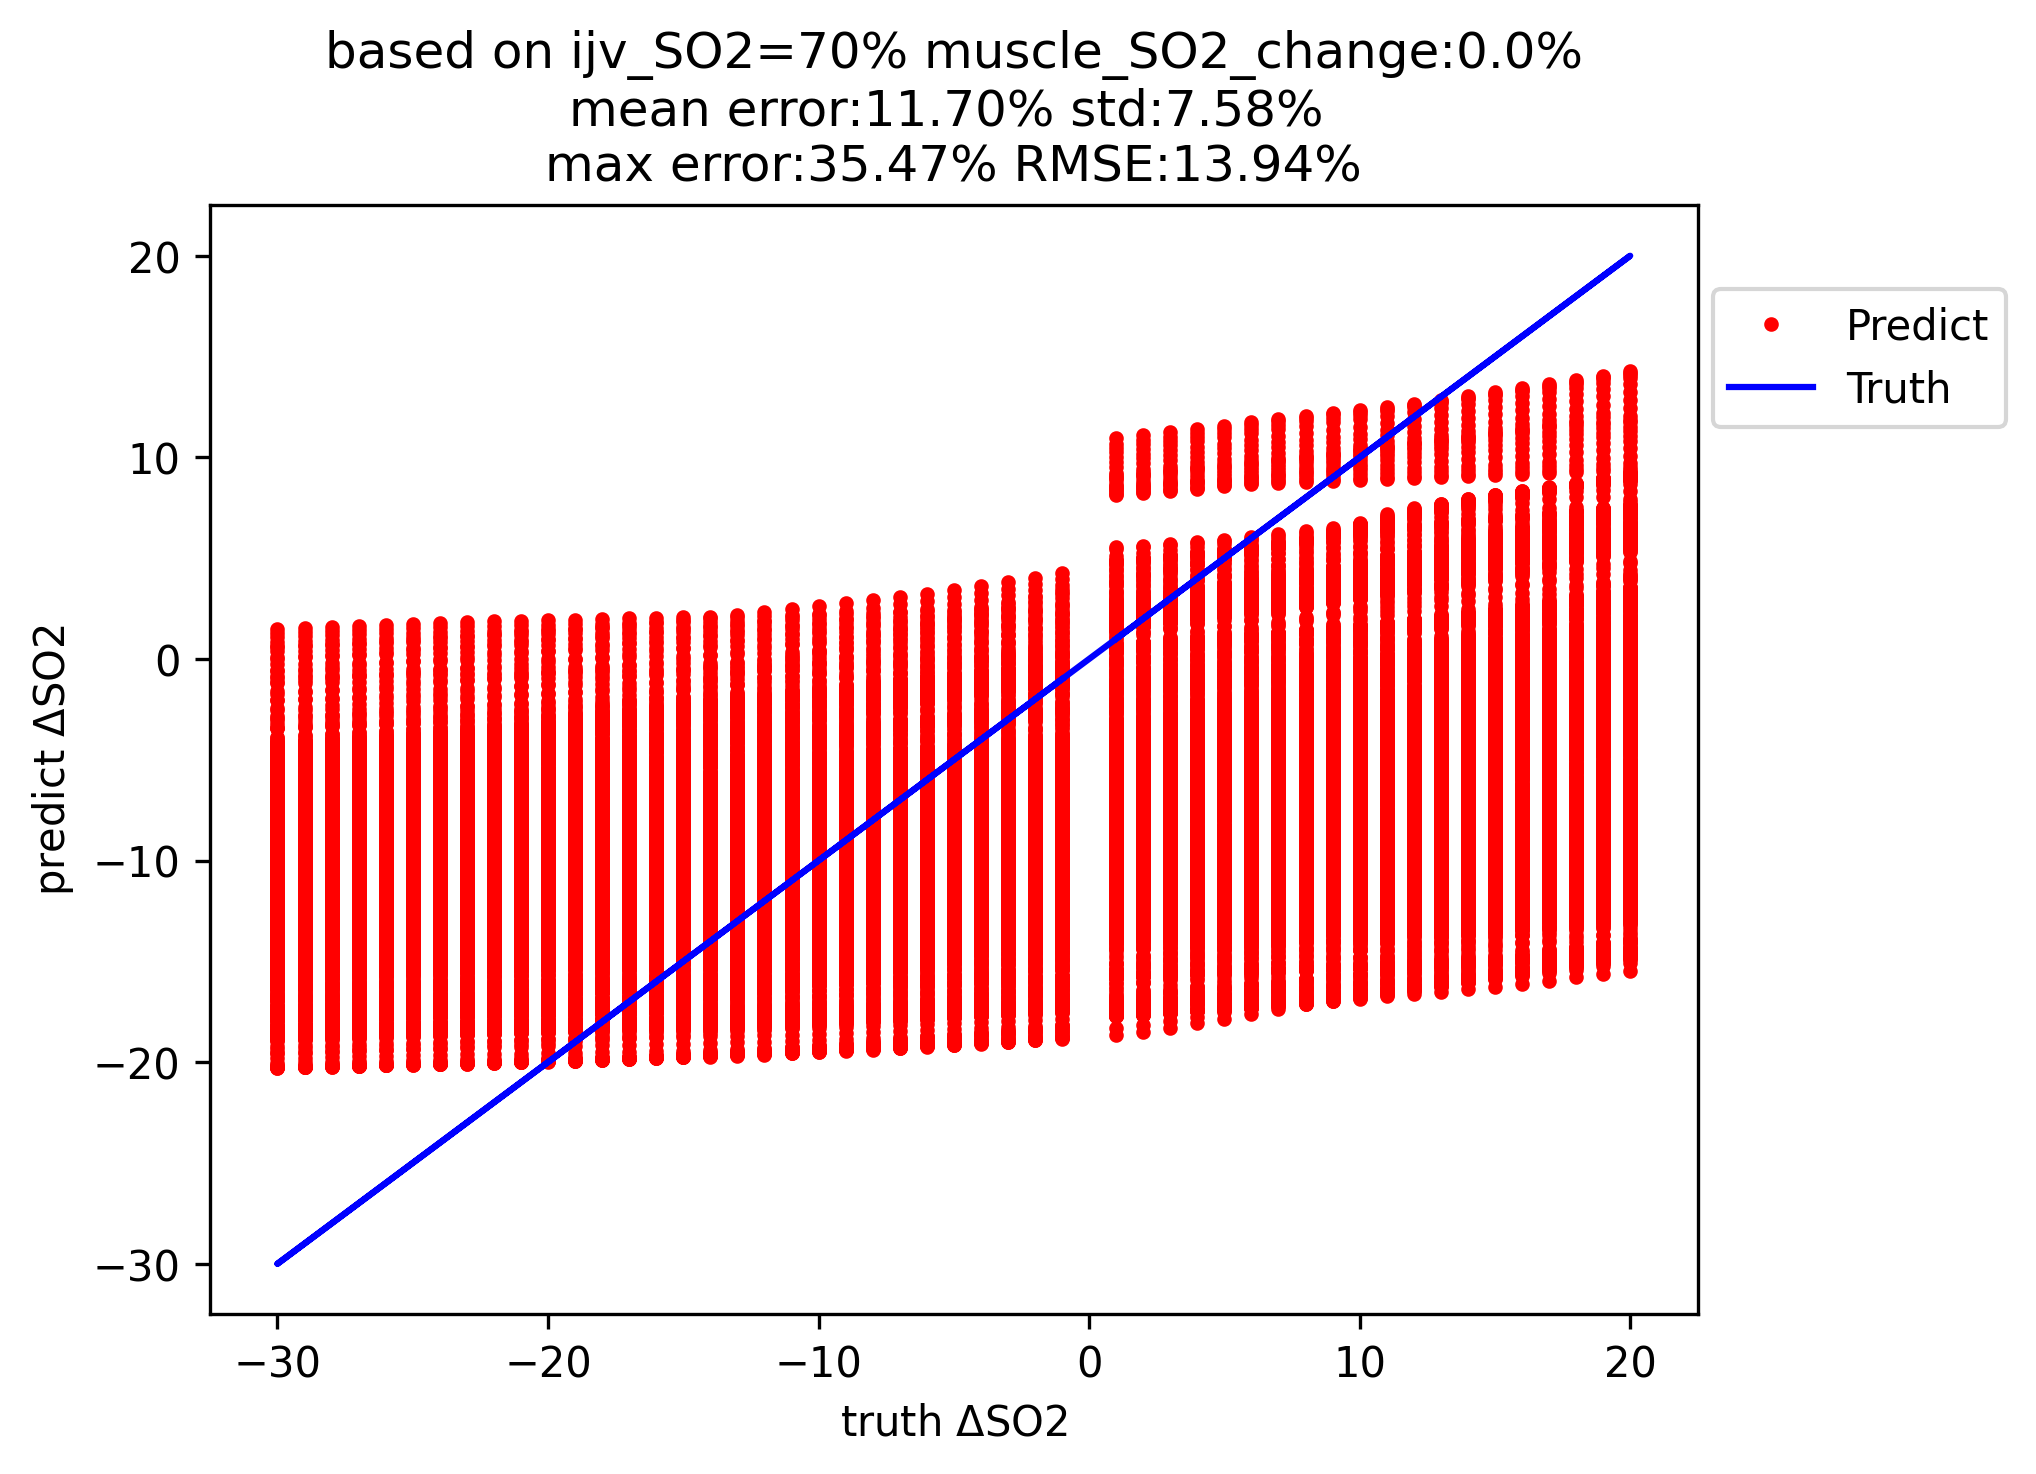 based on ijv_SO2=70% muscle_SO2_change:0.0%
mean error:11.70% std:7.58%
max error:35.47% RMSE:13.94%
20
10
0
−10
−20
−30
predict ΔSO2
−30 −20 −10 0 10 20
truth ΔSO2
Predict
Truth